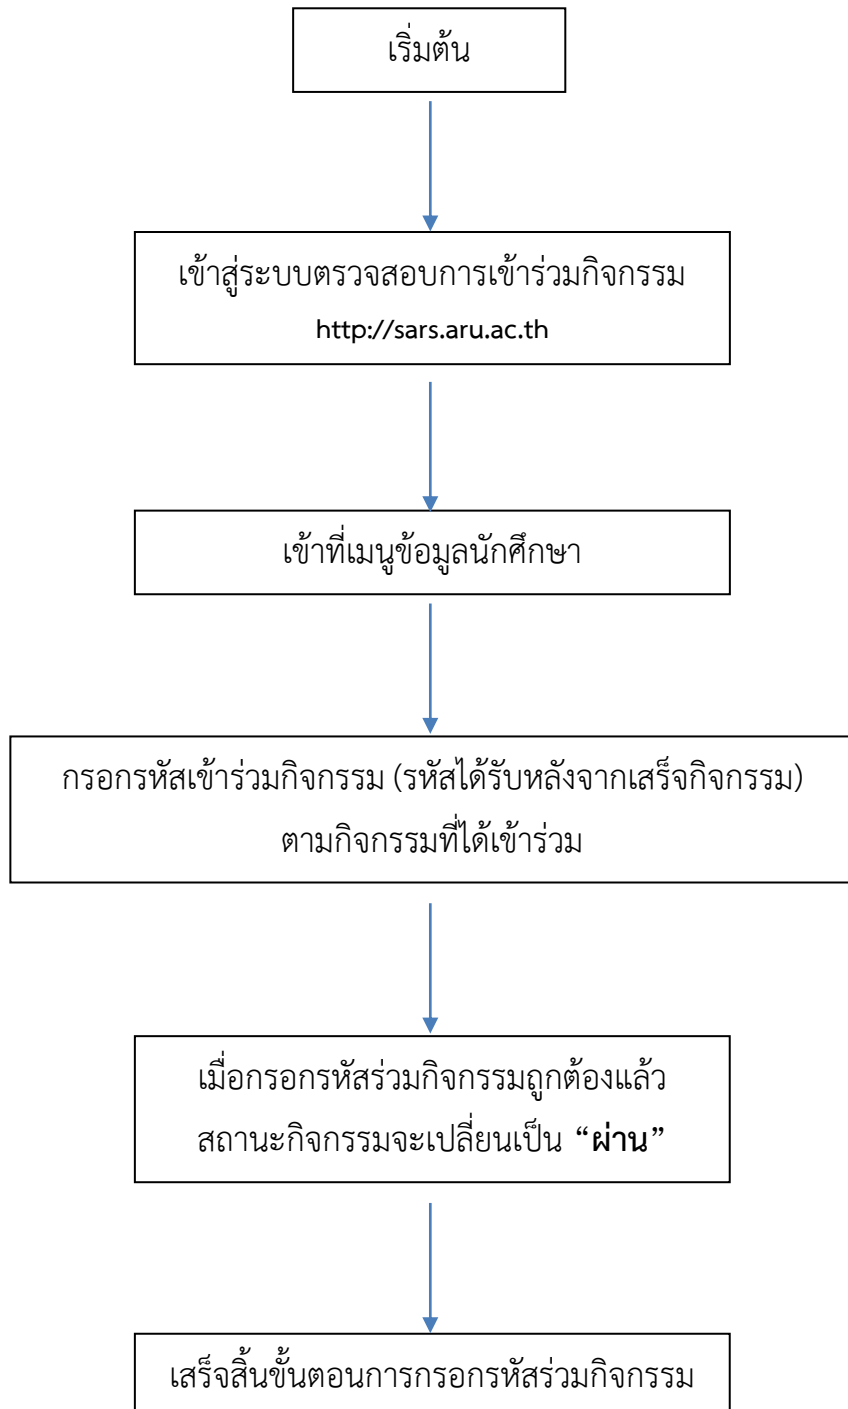 เริ่มต้น
เข้าสู่ระบบตรวจสอบการเข้าร่วมกิจกรรม
http://sars.aru.ac.th
เข้าที่เมนูข้อมูลนักศึกษา
กรอกรหัสเข้าร่วมกิจกรรม (รหัสได้รับหลังจากเสร็จกิจกรรม)
ตามกิจกรรมที่ได้เข้าร่วม
เมื่อกรอกรหัสร่วมกิจกรรมถูกต้องแล้ว
สถานะกิจกรรมจะเปลี่ยนเป็น “ผ่าน”
เสร็จสิ้นขั้นตอนการกรอกรหัสร่วมกิจกรรม